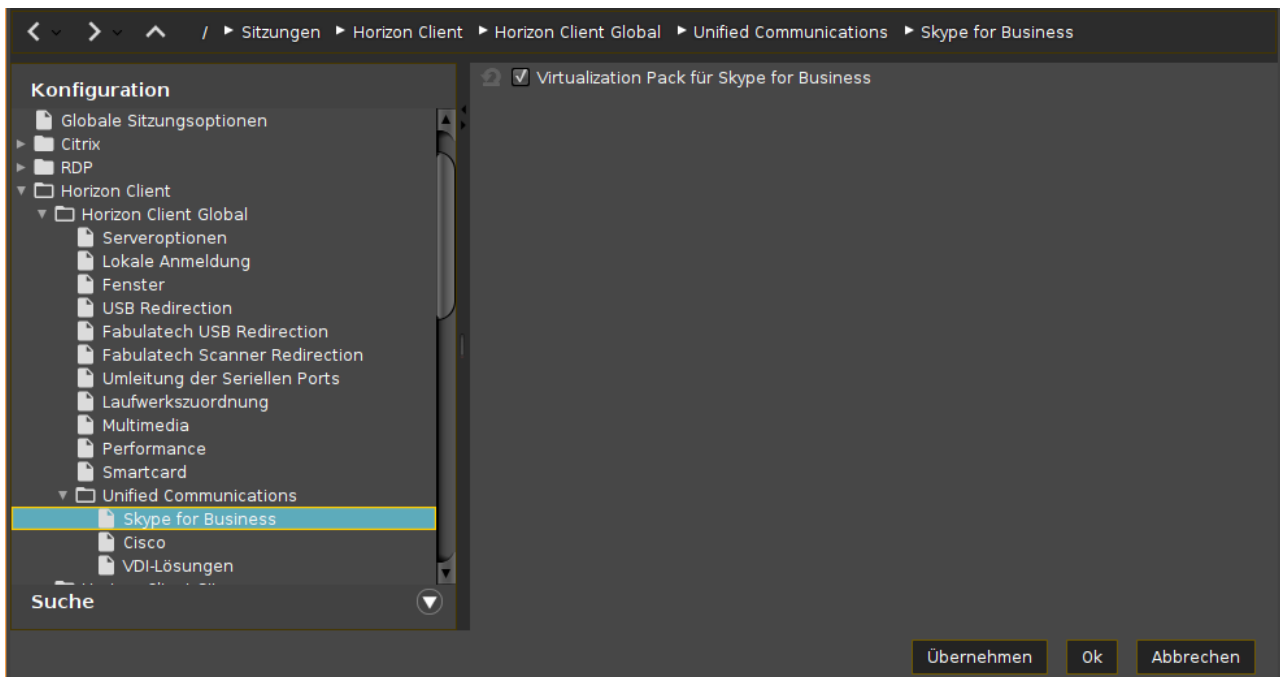 / ▸ Sitzungen ▸ Horizon Client ▸ Horizon Client Global ▸ Unified Communications ▸ Skype for Business
Konfiguration
Globale Sitzungsoptionen
Citrix
RDP
Horizon Client
Horizon Client Global
Serveroptionen
Lokale Anmeldung
Fenster
USB Redirection
Fabulatech USB Redirection
Fabulatech Scanner Redirection
Umleitung der Seriellen Ports
Laufwerkszuordnung
Multimedia
Performance
Smartcard
Unified Communications
Skype for Business
Cisco
VDI-Lösungen
Suche
Virtualization Pack für Skype for Business
Übernehmen
Ok
Abbrechen